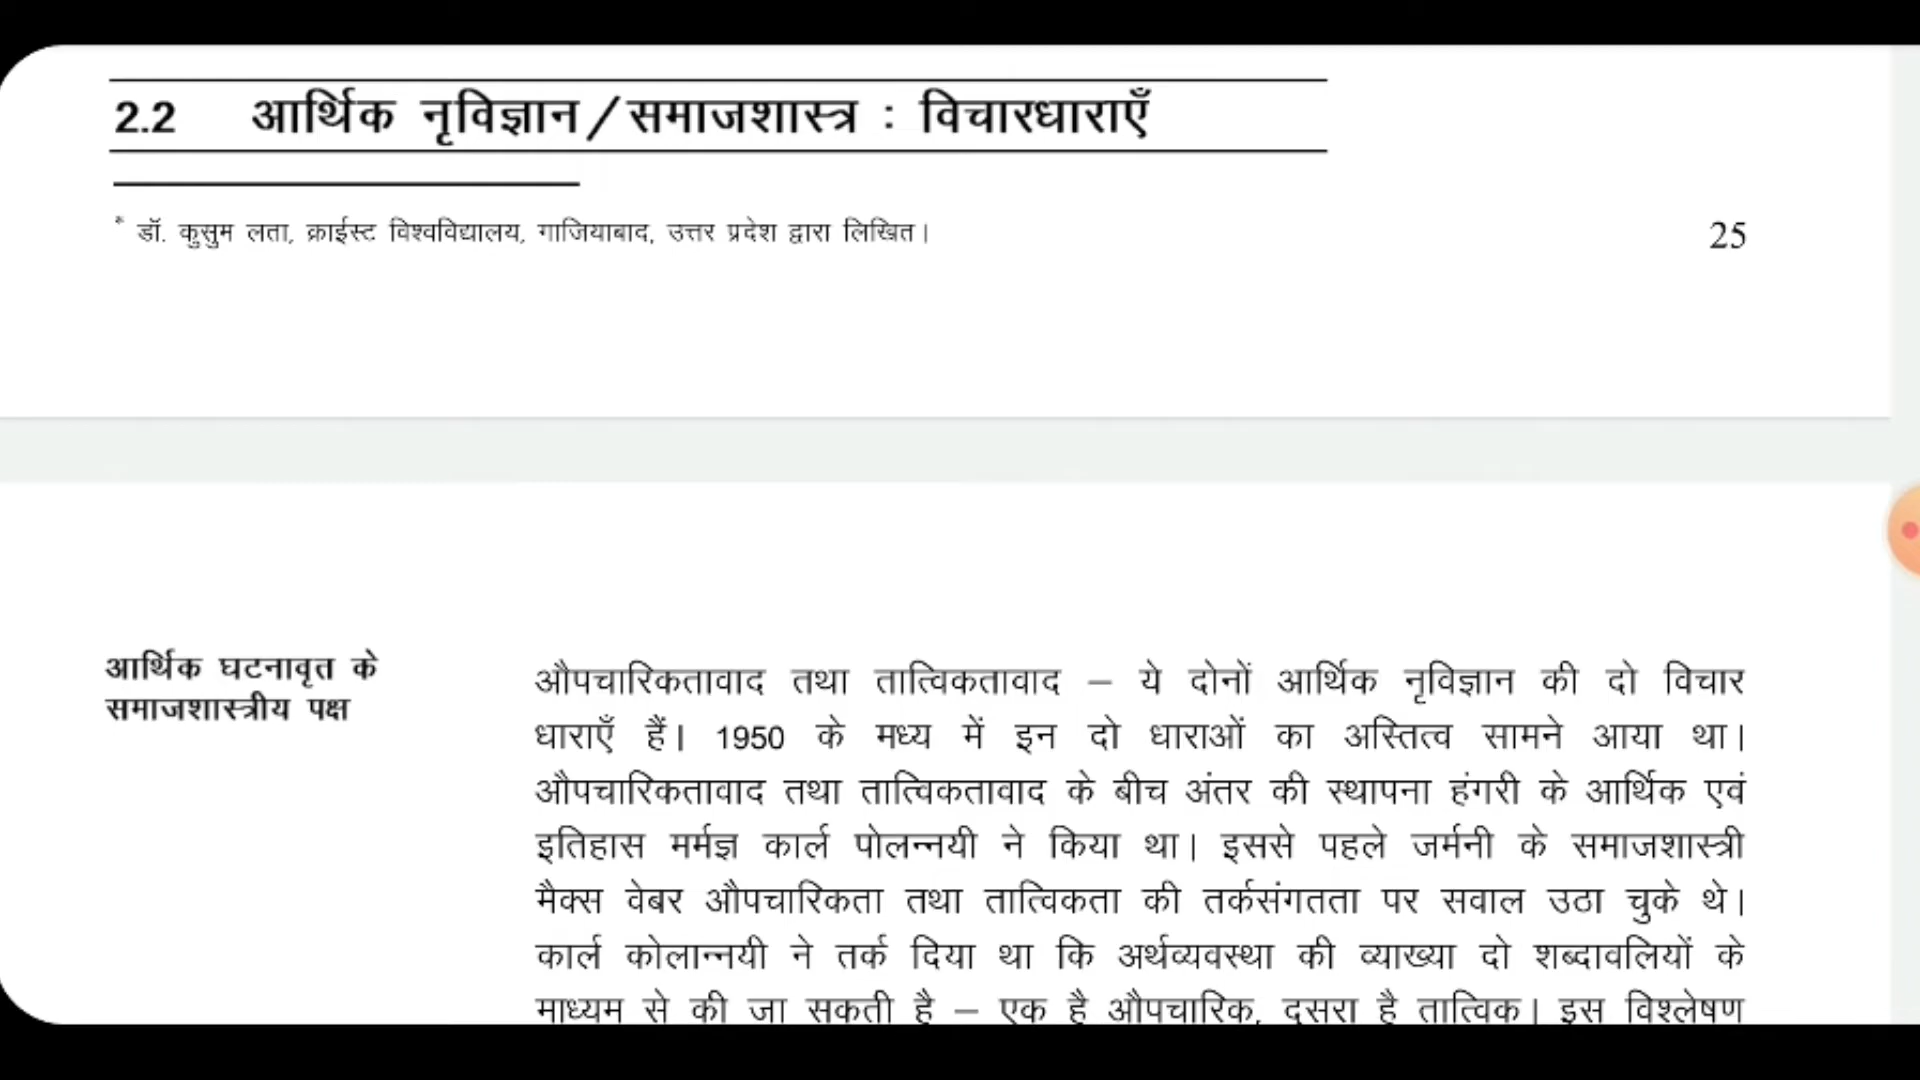 2.2 आर्थिक नृविज्ञान/समाजशास्त्र : विचारधाराएँ
* डॉ. कुसुम लता, क्राईस्ट विश्वविद्यालय, गाजियाबाद, उत्तर प्रदेश द्वारा लिखित।
25
आर्थिक घटनावृत के
समाजशास्त्रीय पक्ष
औपचारिकतावाद तथा तात्विकतावाद – ये दोनों आर्थिक नृविज्ञान की दो विचार
धाराएँ हैं। 1950 के मध्य में इन दो धाराओं का अस्तित्व सामने आया था।
औपचारिकतावाद तथा तात्विकतावाद के बीच अंतर की स्थापना हंगरी के आर्थिक एवं
इतिहास मर्मज्ञ कार्ल पोलन्नयी ने किया था। इससे पहले जर्मनी के समाजशास्त्री
मैक्स वेबर औपचारिकता तथा तात्विकता की तर्कसंगतता पर सवाल उठा चुके थे।
कार्ल कोलान्नयी ने तर्क दिया था कि अर्थव्यवस्था की व्याख्या दो शब्दावलियों के
माध्यम से की जा सकती है – एक है औपचारिक, दूसरा है तात्विक। इस विश्लेषण